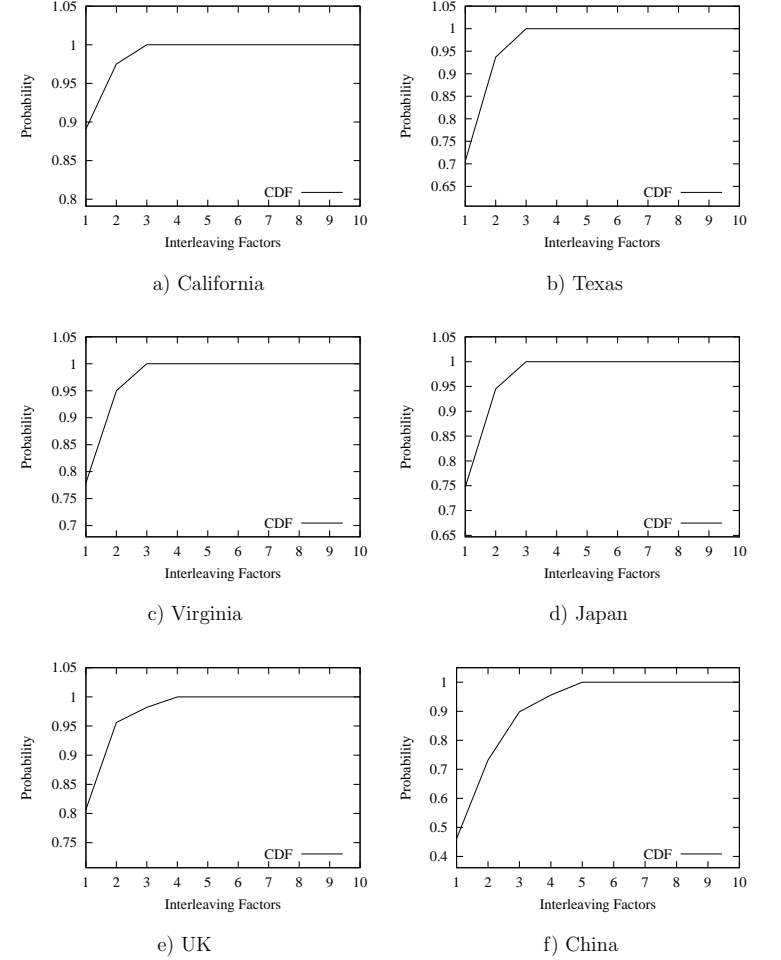 1.05
1
0.95
0.9
0.85
0.8
Probability
CDF
1 2 3 4 5 6 7 8 9 10
Interleaving Factors
a) California
1.05
1
0.95
0.9
0.85
0.8
0.75
0.7
0.65
Probability
CDF
1 2 3 4 5 6 7 8 9 10
Interleaving Factors
b) Texas
1.05
1
0.95
0.9
0.85
0.8
0.75
0.7
Probability
CDF
1 2 3 4 5 6 7 8 9 10
Interleaving Factors
c) Virginia
1.05
1
0.95
0.9
0.85
0.8
0.75
0.7
0.65
Probability
CDF
1 2 3 4 5 6 7 8 9 10
Interleaving Factors
d) Japan
1.05
1
0.95
0.9
0.85
0.8
0.75
Probability
CDF
1 2 3 4 5 6 7 8 9 10
Interleaving Factors
e) UK
1
0.9
0.8
0.7
0.6
0.5
0.4
Probability
CDF
1 2 3 4 5 6 7 8 9 10
Interleaving Factors
f) China